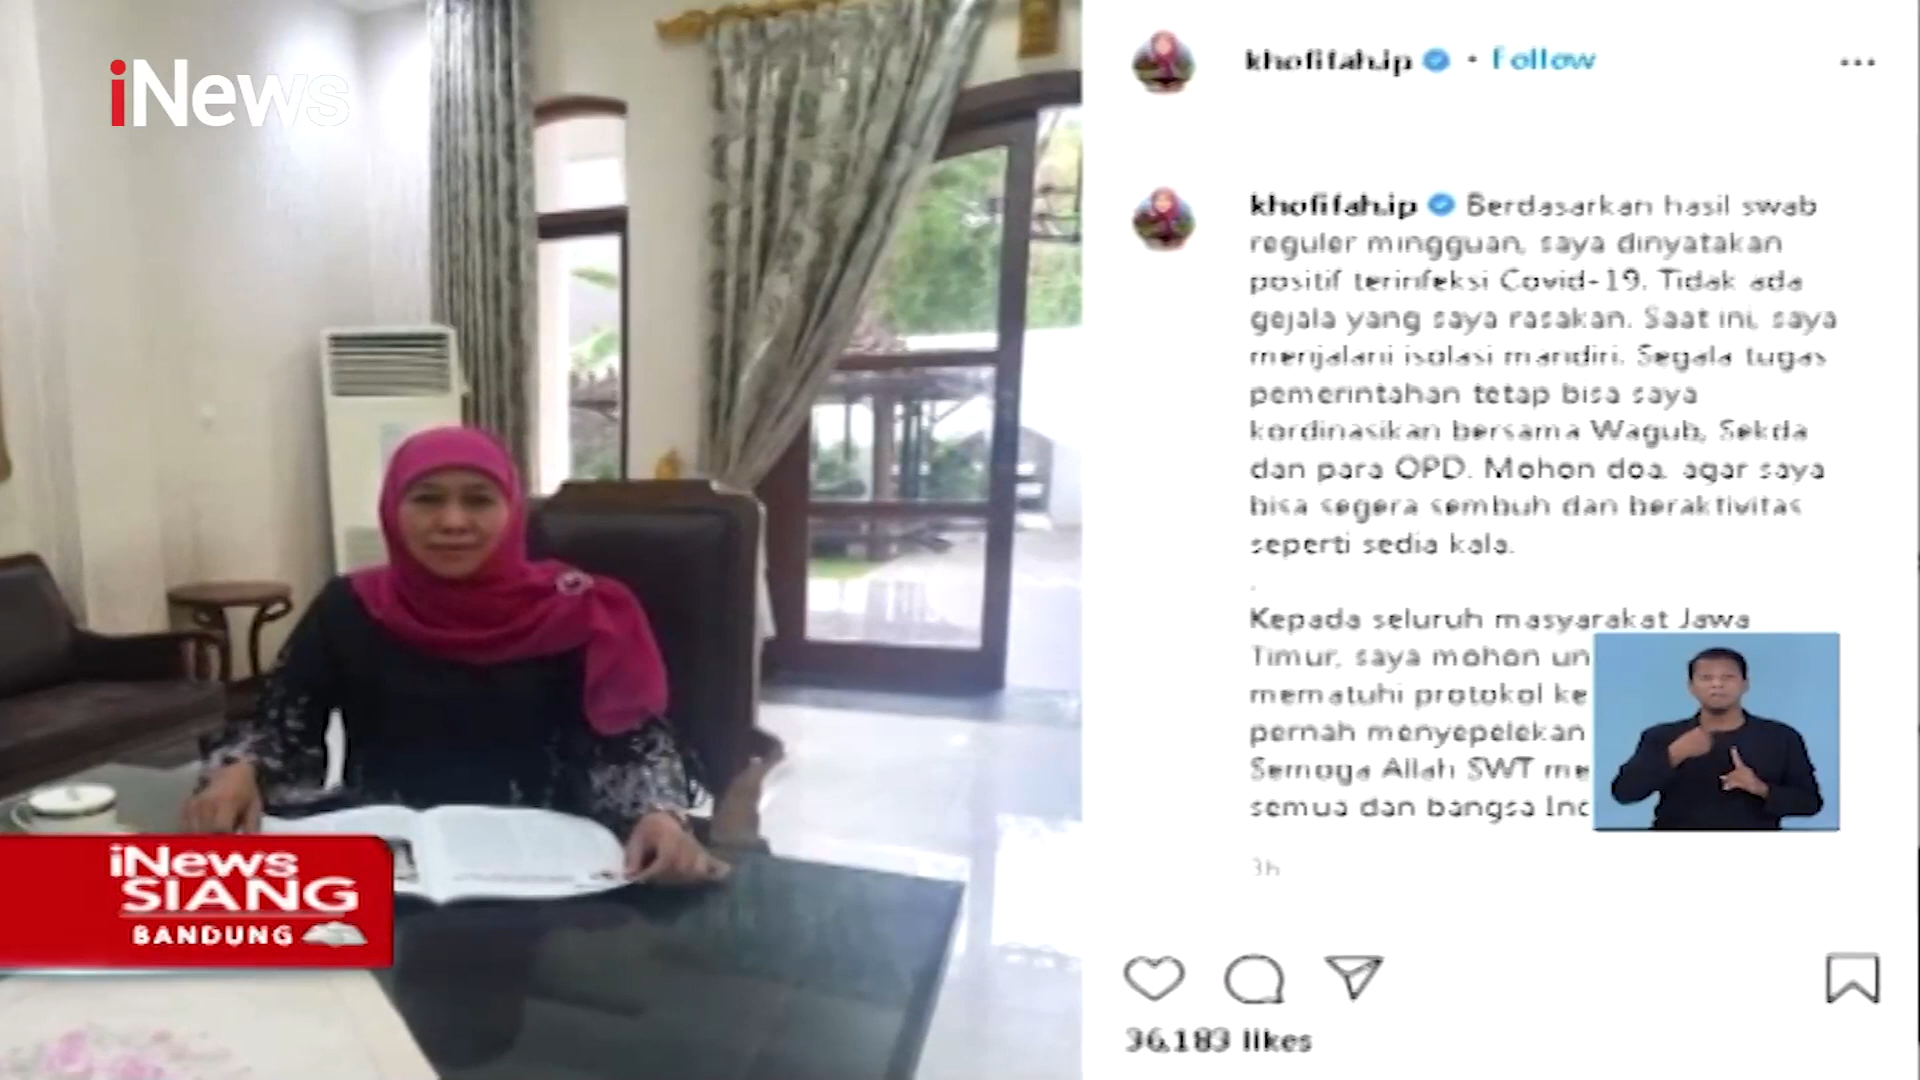 iNews
khofifah.ip • Follow
khofifah.ip Berdasarkan hasil swab
reguler mingguan, saya dinyatakan
positif terinfeksi Covid-19. Tidak ada
gejala yang saya rasakan. Saat ini, saya
menjalani isolasi mandiri. Segala tugas
pemerintahan tetap bisa saya
kordinasikan bersama Wagub, Sekda
dan para OPD. Mohon doa, agar saya
bisa segera sembuh dan beraktivitas
seperti sedia kala.
.
Kepada seluruh masyarakat Jawa
Timur, saya mohon un
mematuhi protokol ke
pernah menyepelekan
Semoga Allah SWT me
semua dan bangsa Inc
3h
36,183 likes
iNews
SIANG
BANDUNG